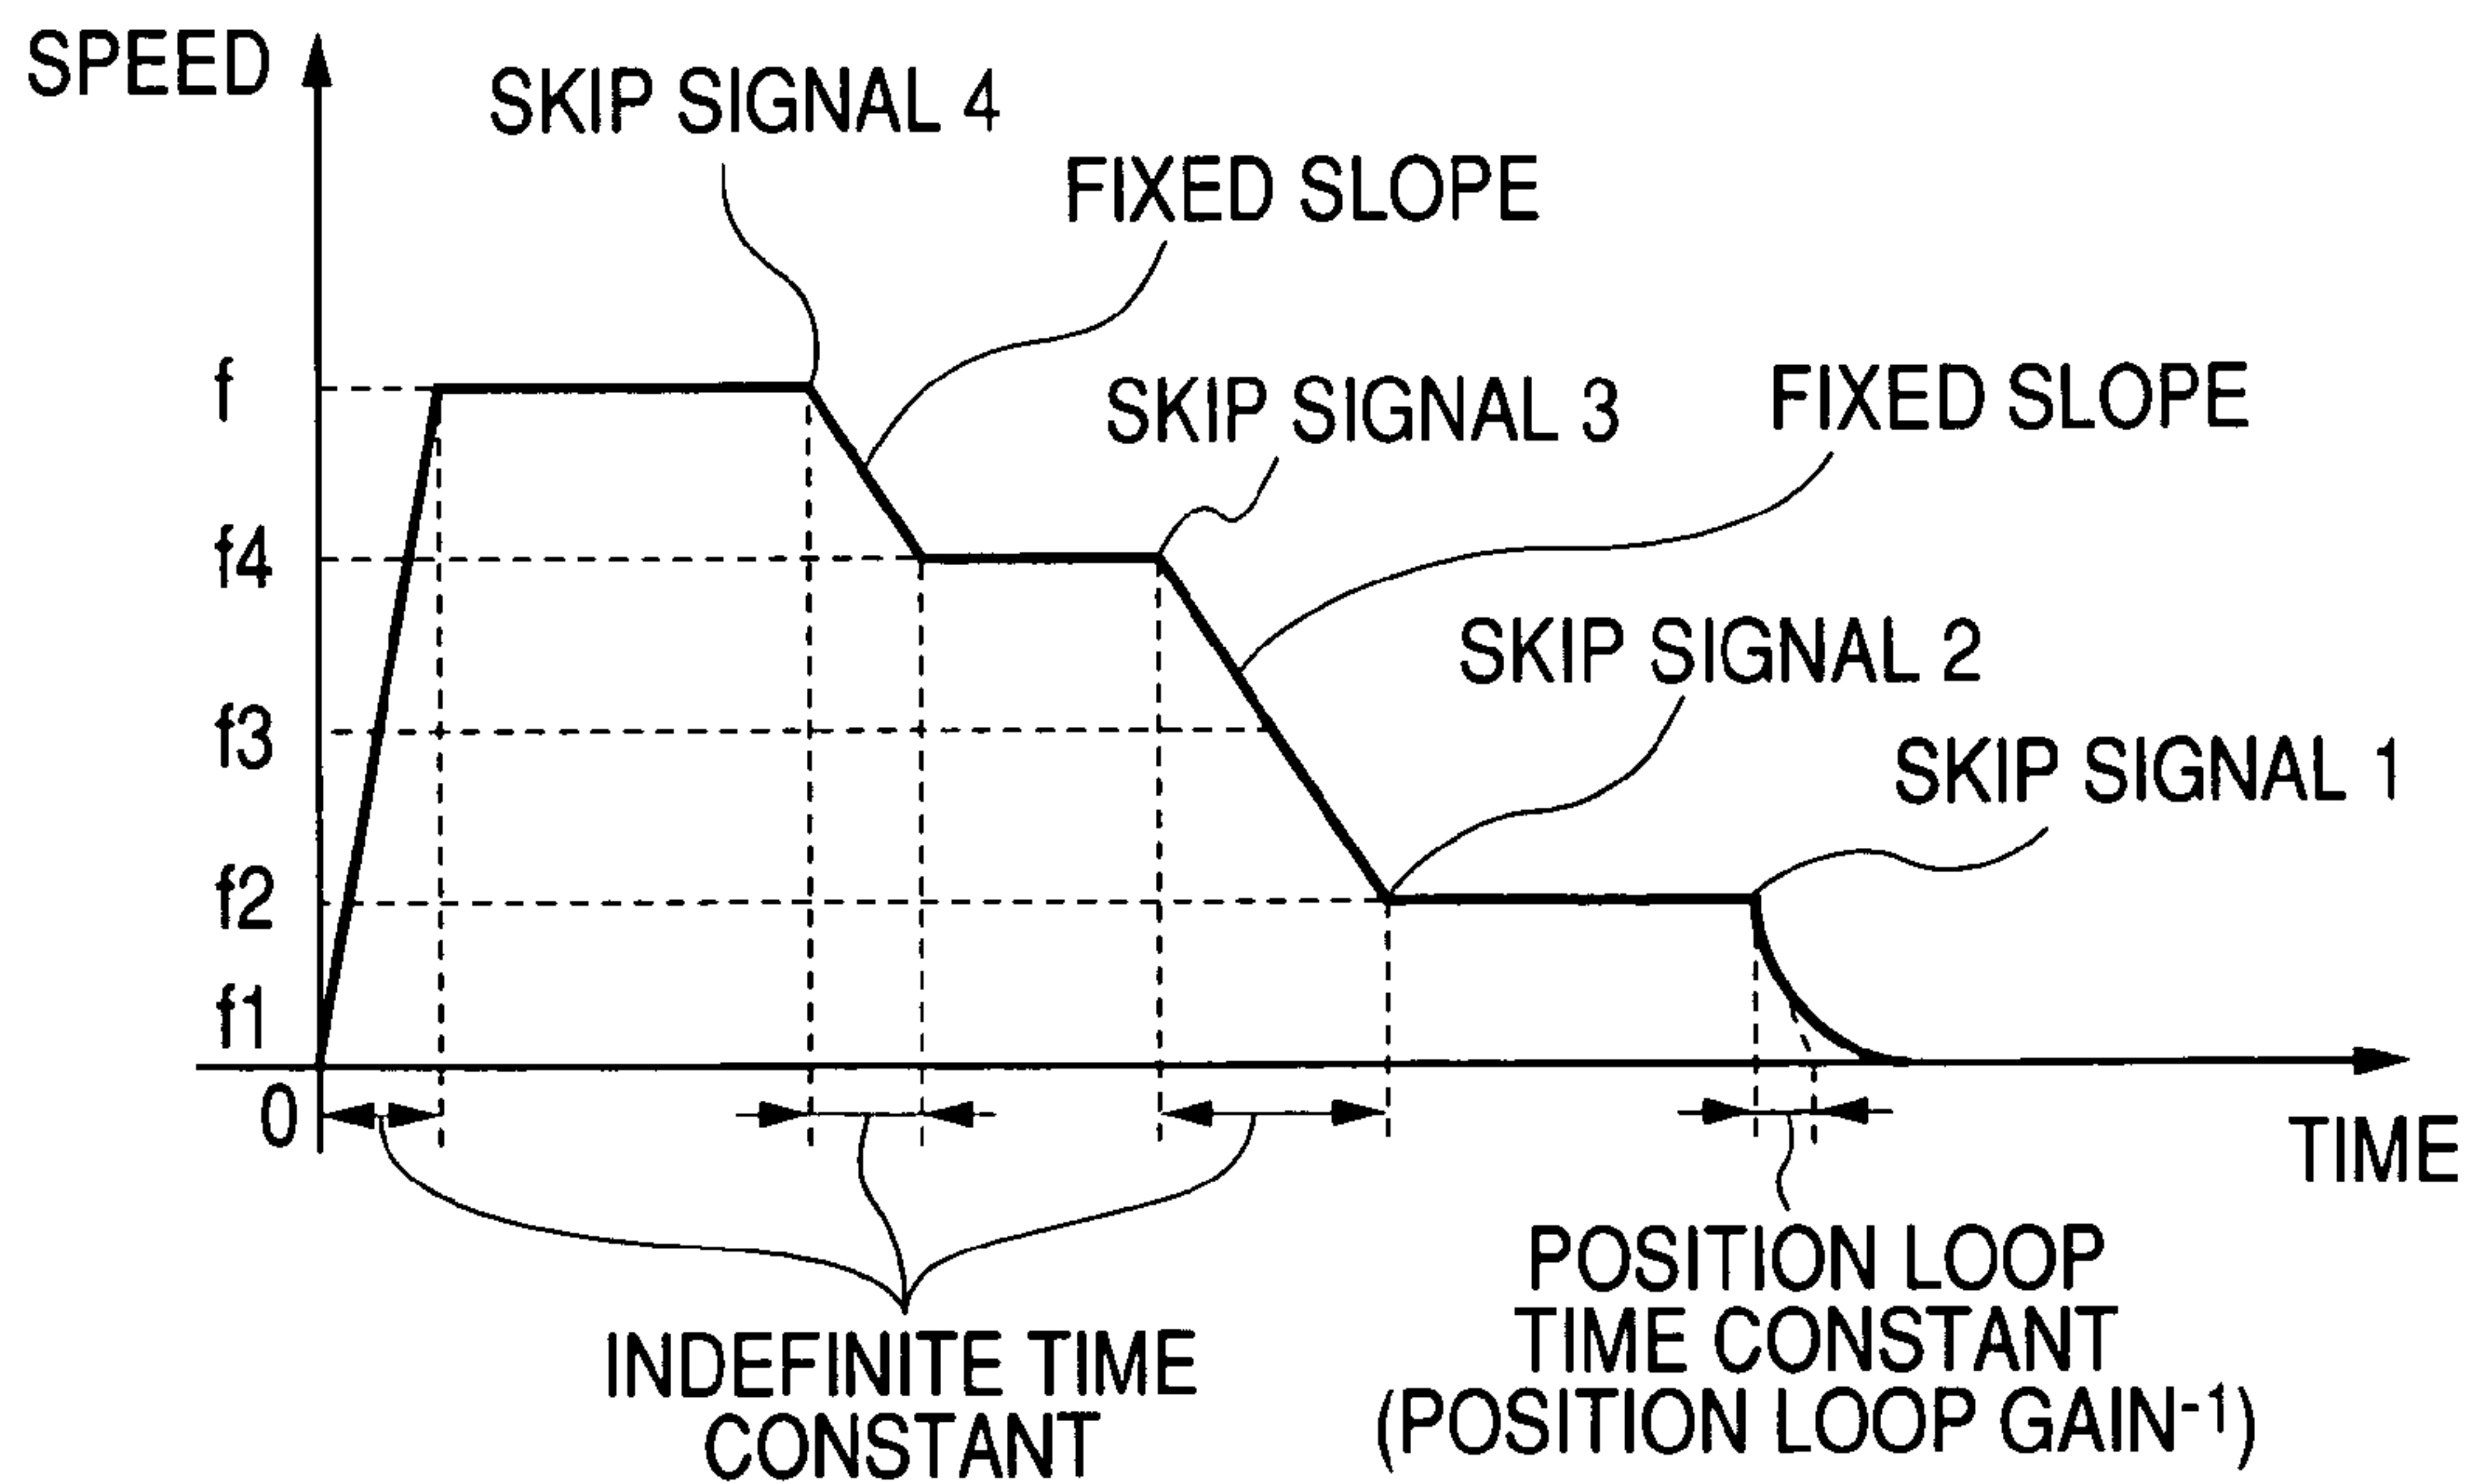 SPEED
SKIP SIGNAL 4
FIXED SLOPE
f
SKIP SIGNAL 3
FIXED SLOPE
f4
SKIP SIGNAL 2
f3
SKIP SIGNAL 1
f2
f1
0
TIME
INDEFINITE TIME
CONSTANT
POSITION LOOP
TIME CONSTANT
(POSITION LOOP GAIN⁻¹)